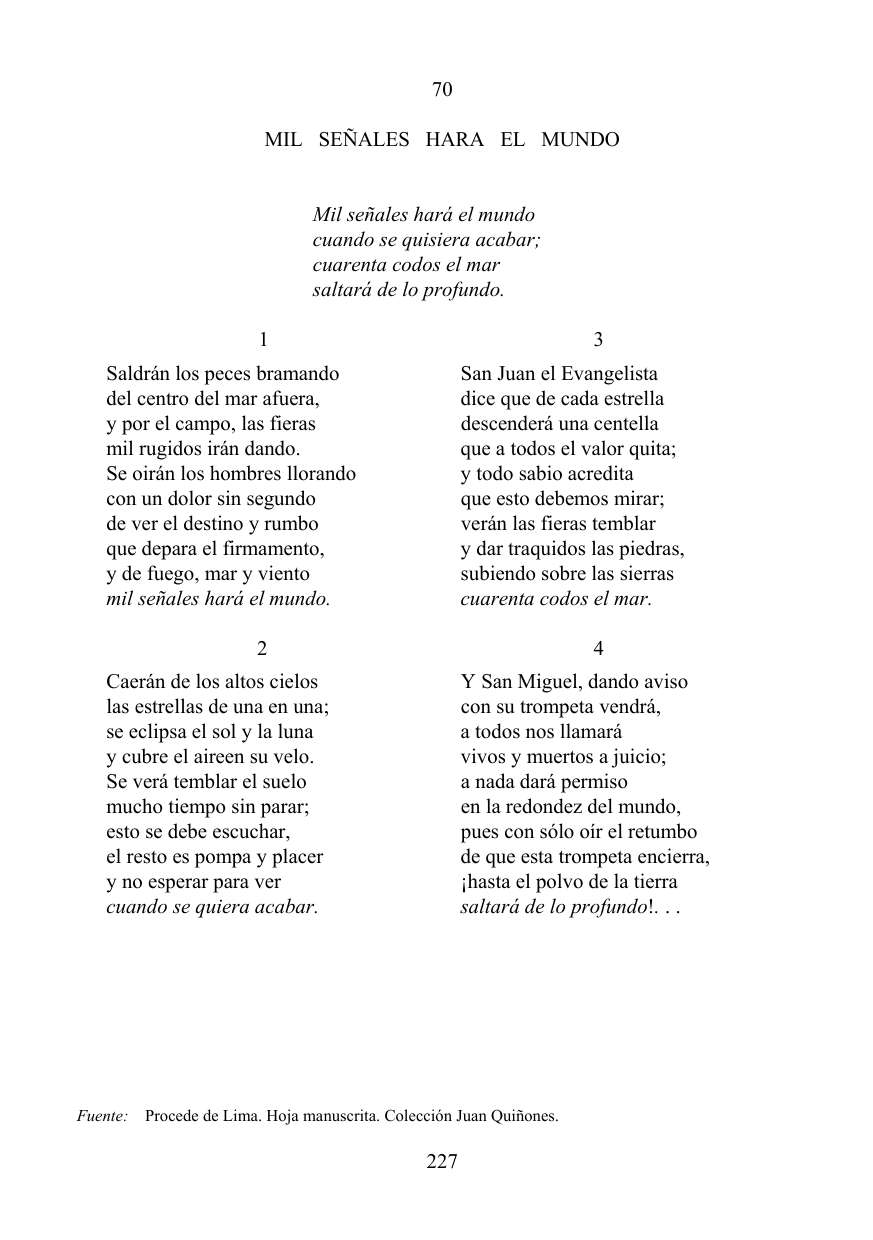 70
MIL SEÑALES HARA EL MUNDO
Mil señales hará el mundo
cuando se quisiera acabar;
cuarenta codos el mar
saltará de lo profundo.
1
Saldrán los peces bramando
del centro del mar afuera,
y por el campo, las fieras
mil rugidos irán dando.
Se oirán los hombres llorando
con un dolor sin segundo
de ver el destino y rumbo
que depara el firmamento,
y de fuego, mar y viento
mil señales hará el mundo.
2
Caerán de los altos cielos
las estrellas de una en una;
se eclipsa el sol y la luna
y cubre el aireen su velo.
Se verá temblar el suelo
mucho tiempo sin parar;
esto se debe escuchar,
el resto es pompa y placer
y no esperar para ver
cuando se quiera acabar.
3
San Juan el Evangelista
dice que de cada estrella
descenderá una centella
que a todos el valor quita;
y todo sabio acredita
que esto debemos mirar;
verán las fieras temblar
y dar traquidos las piedras,
subiendo sobre las sierras
cuarenta codos el mar.
4
Y San Miguel, dando aviso
con su trompeta vendrá,
a todos nos llamará
vivos y muertos a juicio;
a nada dará permiso
en la redondez del mundo,
pues con sólo oír el retumbo
de que esta trompeta encierra,
¡hasta el polvo de la tierra
saltará de lo profundo!. . .
Fuente: Procede de Lima. Hoja manuscrita. Colección Juan Quiñones.
227